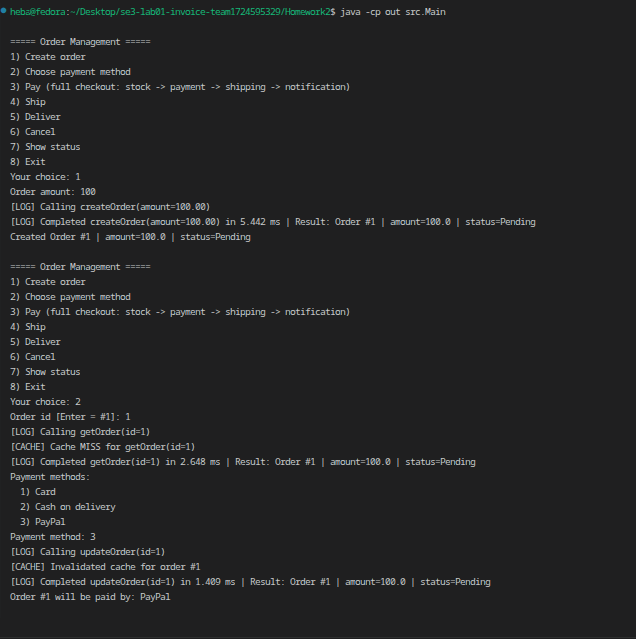 heba@fedora:~/Desktop/se3-lab01-invoice-team1724595329/Homework2$ java -cp out src.Main
===== Order Management =====
1) Create order
2) Choose payment method
3) Pay (full checkout: stock -> payment -> shipping -> notification)
4) Ship
5) Deliver
6) Cancel
7) Show status
8) Exit
Your choice: 1
Order amount: 100
[LOG] Calling createOrder(amount=100.00)
[LOG] Completed createOrder(amount=100.00) in 5.442 ms | Result: Order #1 | amount=100.0 | status=Pending
Created Order #1 | amount=100.0 | status=Pending
===== Order Management =====
1) Create order
2) Choose payment method
3) Pay (full checkout: stock -> payment -> shipping -> notification)
4) Ship
5) Deliver
6) Cancel
7) Show status
8) Exit
Your choice: 2
Order id [Enter = #1]: 1
[LOG] Calling getOrder(id=1)
[CACHE] Cache MISS for getOrder(id=1)
[LOG] Completed getOrder(id=1) in 2.648 ms | Result: Order #1 | amount=100.0 | status=Pending
Payment methods:
1) Card
2) Cash on delivery
3) PayPal
Payment method: 3
[LOG] Calling updateOrder(id=1)
[CACHE] Invalidated cache for order #1
[LOG] Completed updateOrder(id=1) in 1.409 ms | Result: Order #1 | amount=100.0 | status=Pending
Order #1 will be paid by: PayPal